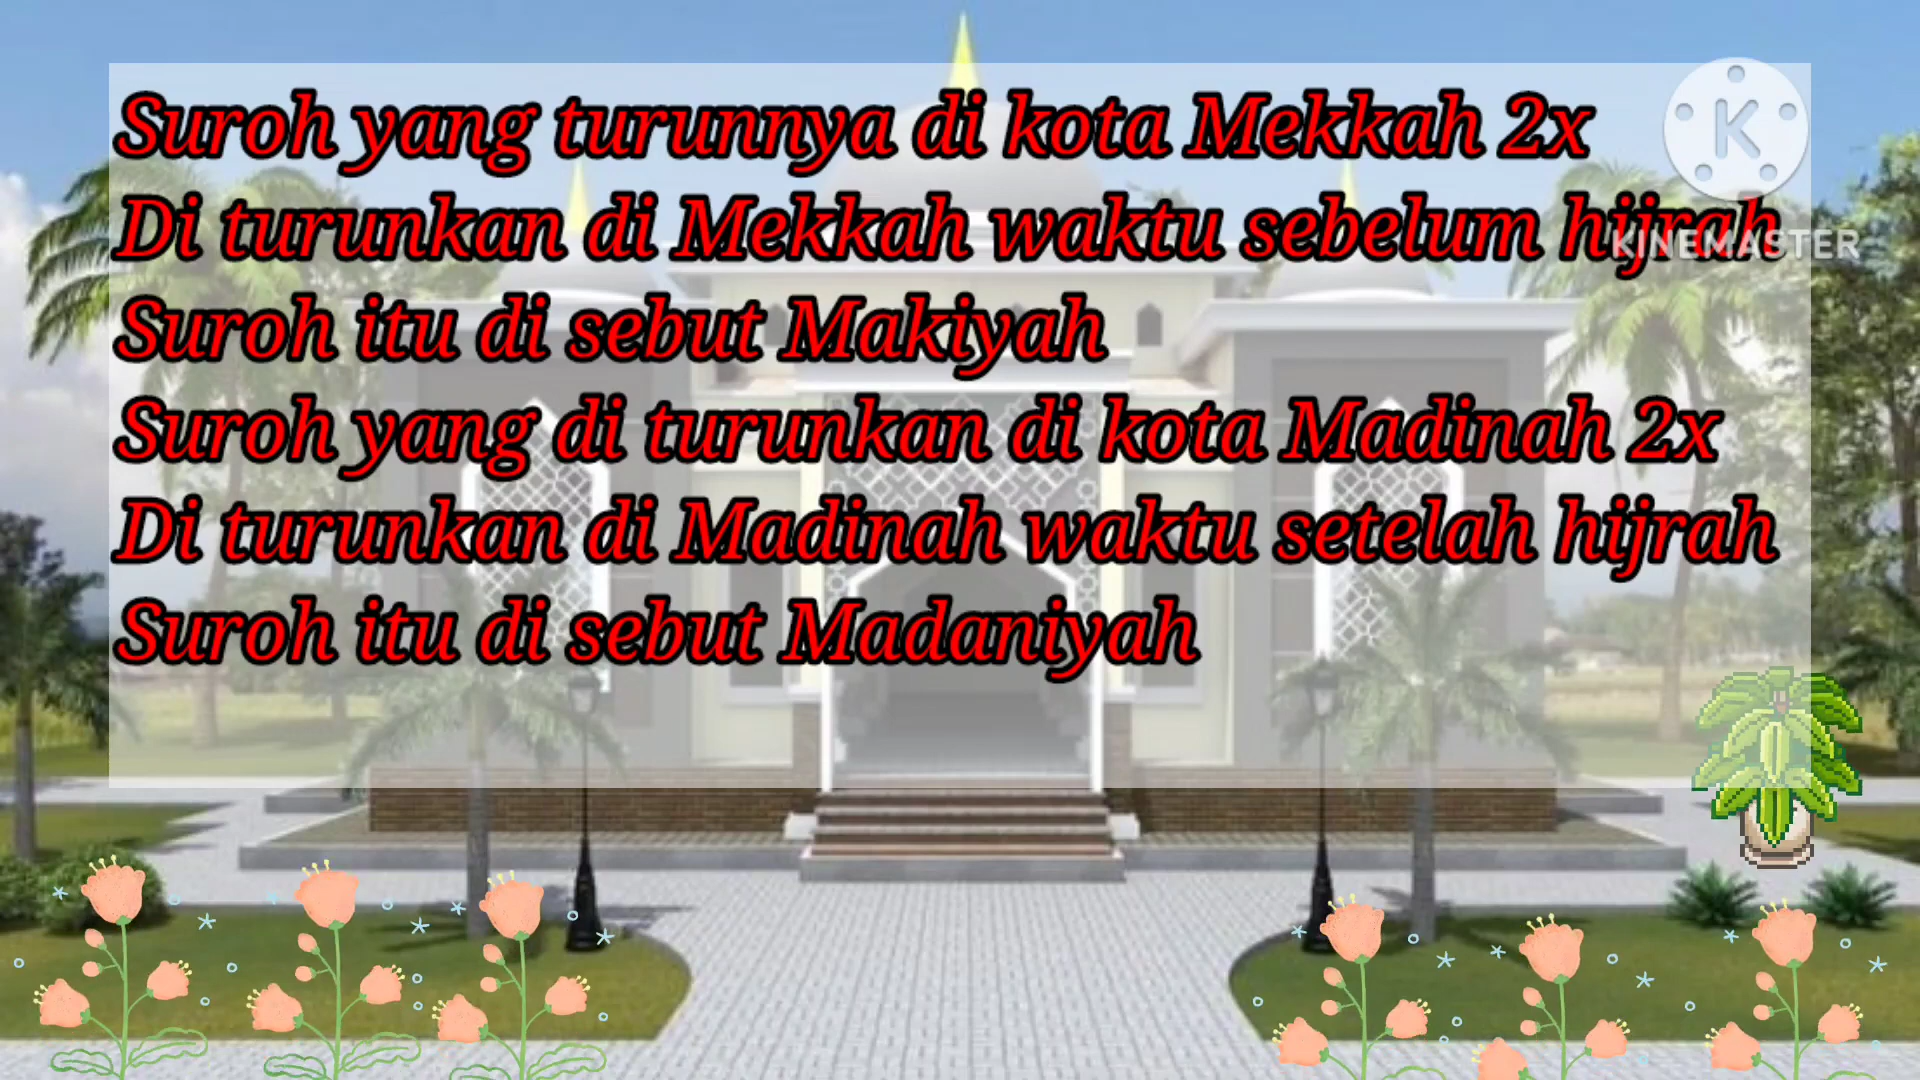 Suroh yang turunnya di kota Mekkah 2x
Di turunkan di Mekkah waktu sebelum hijrah
Suroh itu di sebut Makiyah
Suroh yang di turunkan di kota Madinah 2x
Di turunkan di Madinah waktu setelah hijrah
Suroh itu di sebut Madaniyah
K
KINEMASTER